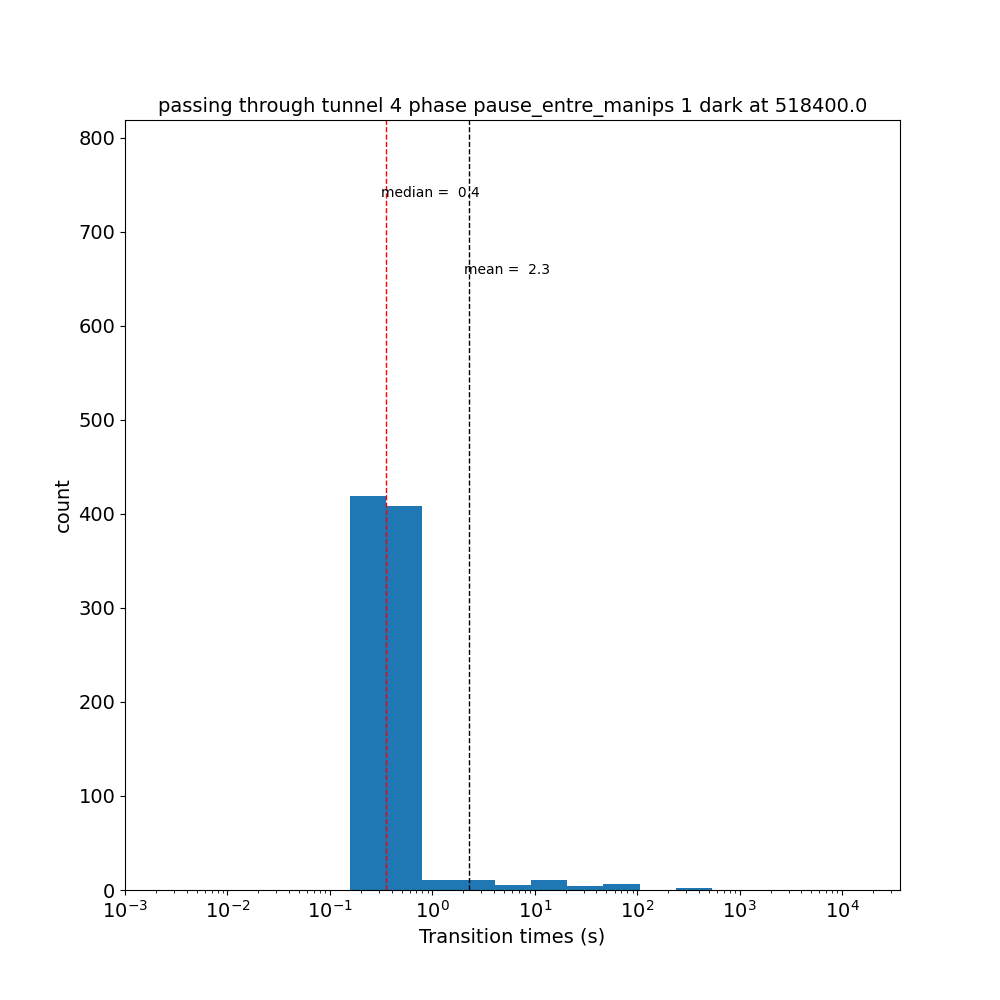 passing through tunnel 4 phase pause_entre_manips 1 dark at 518400.0
800
median =  0.4
700
mean =  2.3
600
500
count
400
300
200
100
0
10⁻³ 10⁻² 10⁻¹ 10⁰ 10¹ 10² 10³ 10⁴
Transition times (s)